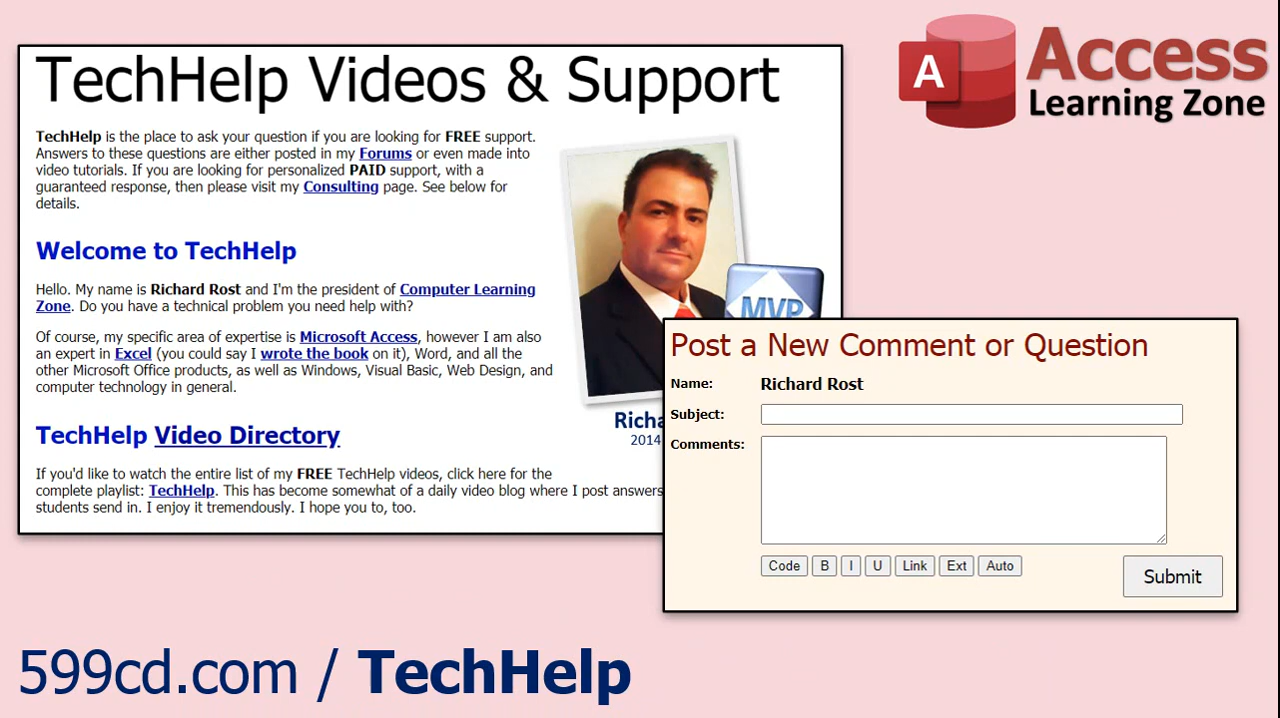 TechHelp Videos & Support
TechHelp is the place to ask your question if you are looking for FREE support.
Answers to these questions are either posted in my Forums or even made into
video tutorials. If you are looking for personalized PAID support, with a
guaranteed response, then please visit my Consulting page. See below for
details.
Welcome to TechHelp
Hello. My name is Richard Rost and I'm the president of Computer Learning
Zone. Do you have a technical problem you need help with?
Of course, my specific area of expertise is Microsoft Access, however I am also
an expert in Excel (you could say I wrote the book on it), Word, and all the
other Microsoft Office products, as well as Windows, Visual Basic, Web Design, and
computer technology in general.
TechHelp Video Directory
If you'd like to watch the entire list of my FREE TechHelp videos, click here for the
complete playlist: TechHelp. This has become somewhat of a daily video blog where I post answers
students send in. I enjoy it tremendously. I hope you to, too.
MVP
Richa
2014
A
Access
Learning Zone
Post a New Comment or Question
Name: Richard Rost
Subject:
Comments:
Code B I U Link Ext Auto
Submit
599cd.com / TechHelp